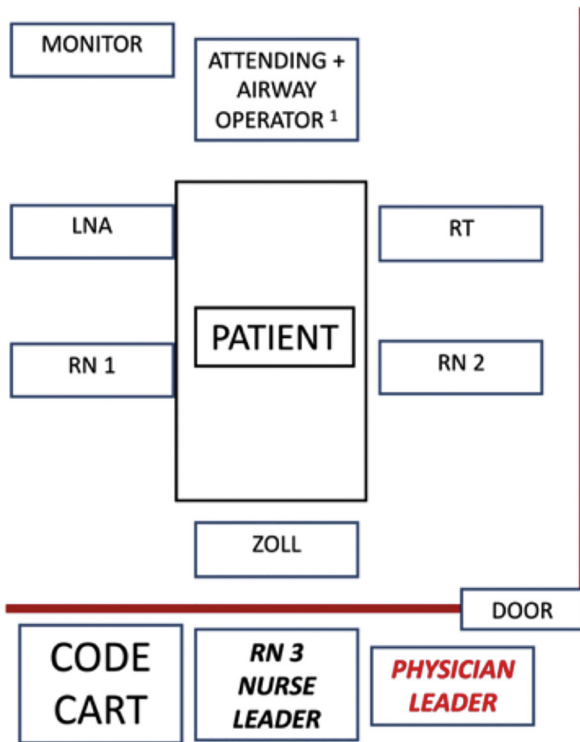 MONITOR
ATTENDING +
AIRWAY
OPERATOR ¹
LNA
RT
PATIENT
RN 1
RN 2
ZOLL
DOOR
CODE
CART
RN 3
NURSE
LEADER
PHYSICIAN
LEADER